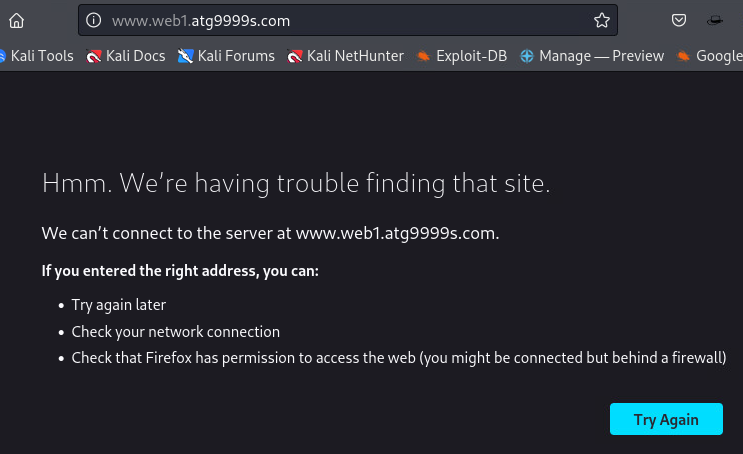 www.web1.atg9999s.com
Kali Tools Kali Docs Kali Forums Kali NetHunter Exploit-DB Manage — Preview Google
Hmm. We're having trouble finding that site.
We can't connect to the server at www.web1.atg9999s.com.
If you entered the right address, you can:
• Try again later
• Check your network connection
• Check that Firefox has permission to access the web (you might be connected but behind a firewall)
Try Again